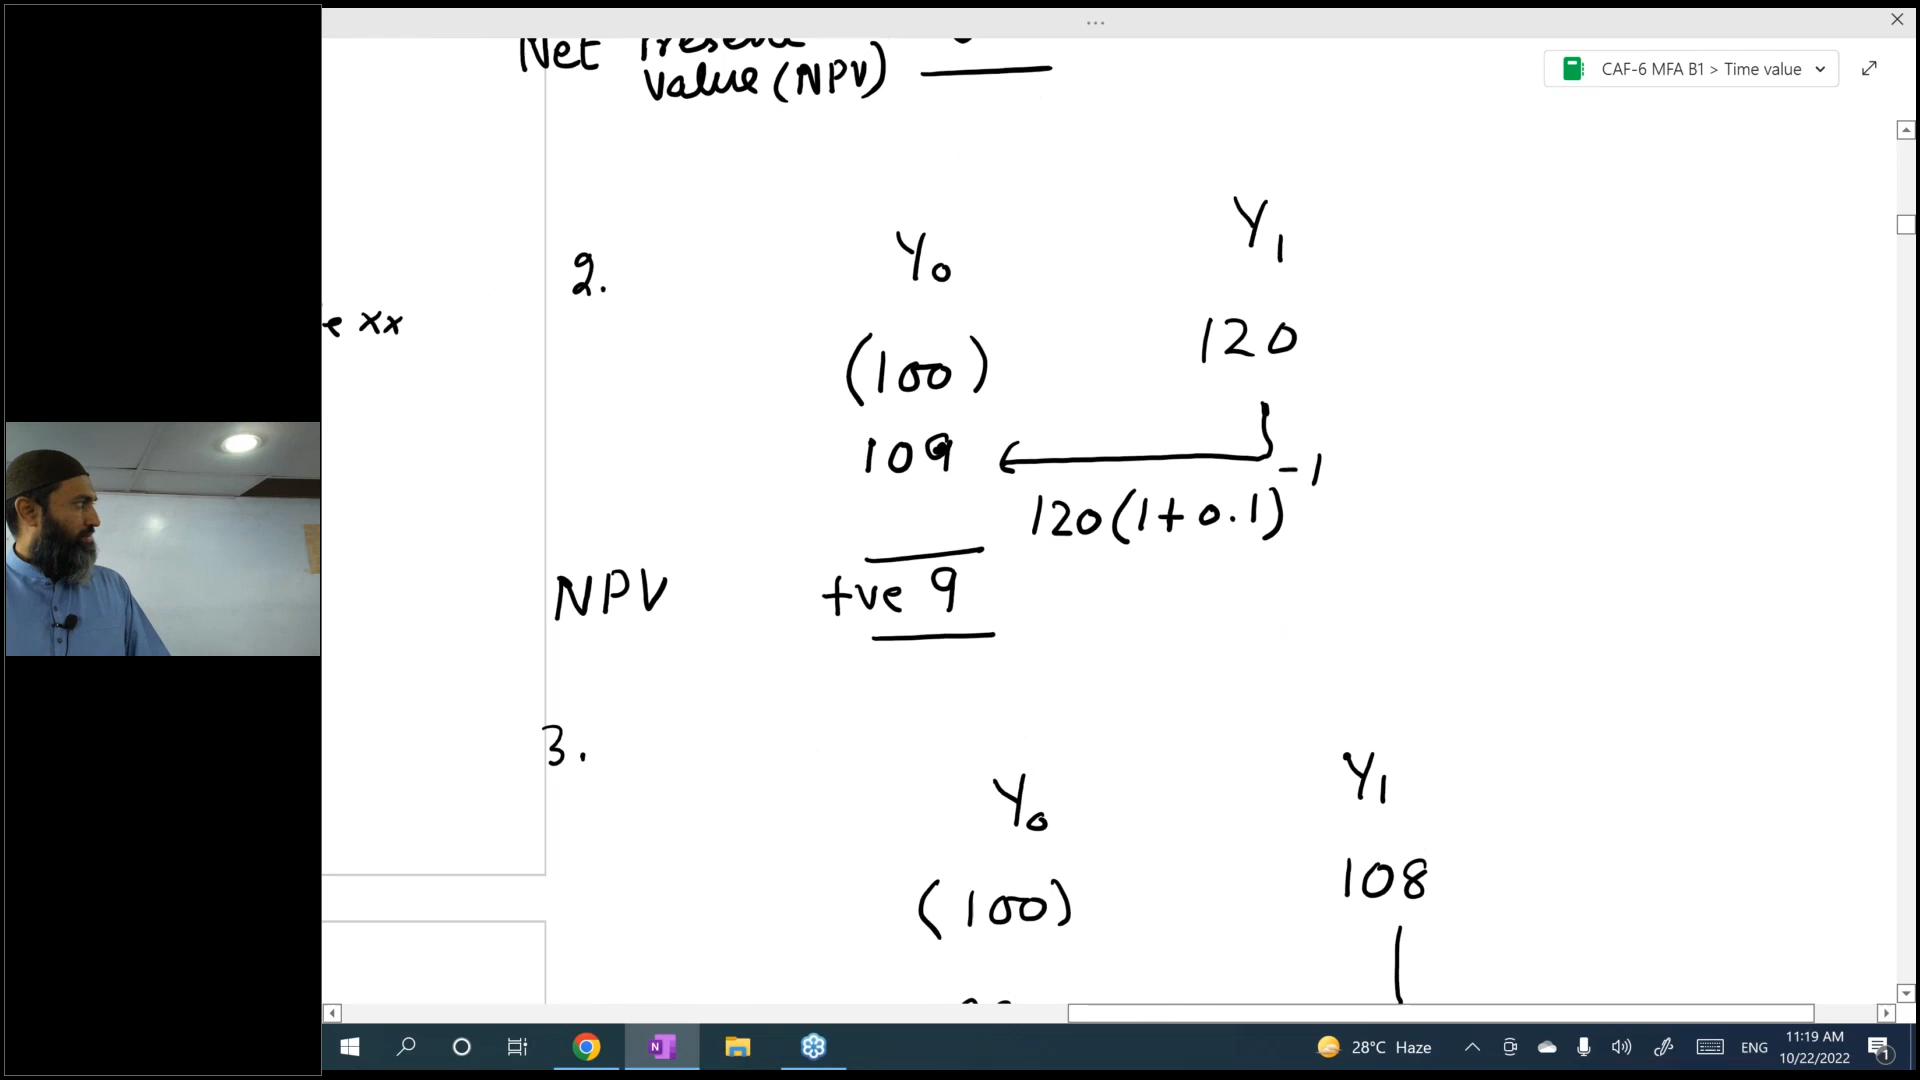 CAF-6 MFA B1 > Time value
Net Present
Value (NPV)
e xx
2.
Y0 Y1
(100) 120
109
120(1+0.1)-1
NPV +ve 9
3.
Y0 Y1
(100) 108
28°C Haze
ENG
11:19 AM
10/22/2022
1